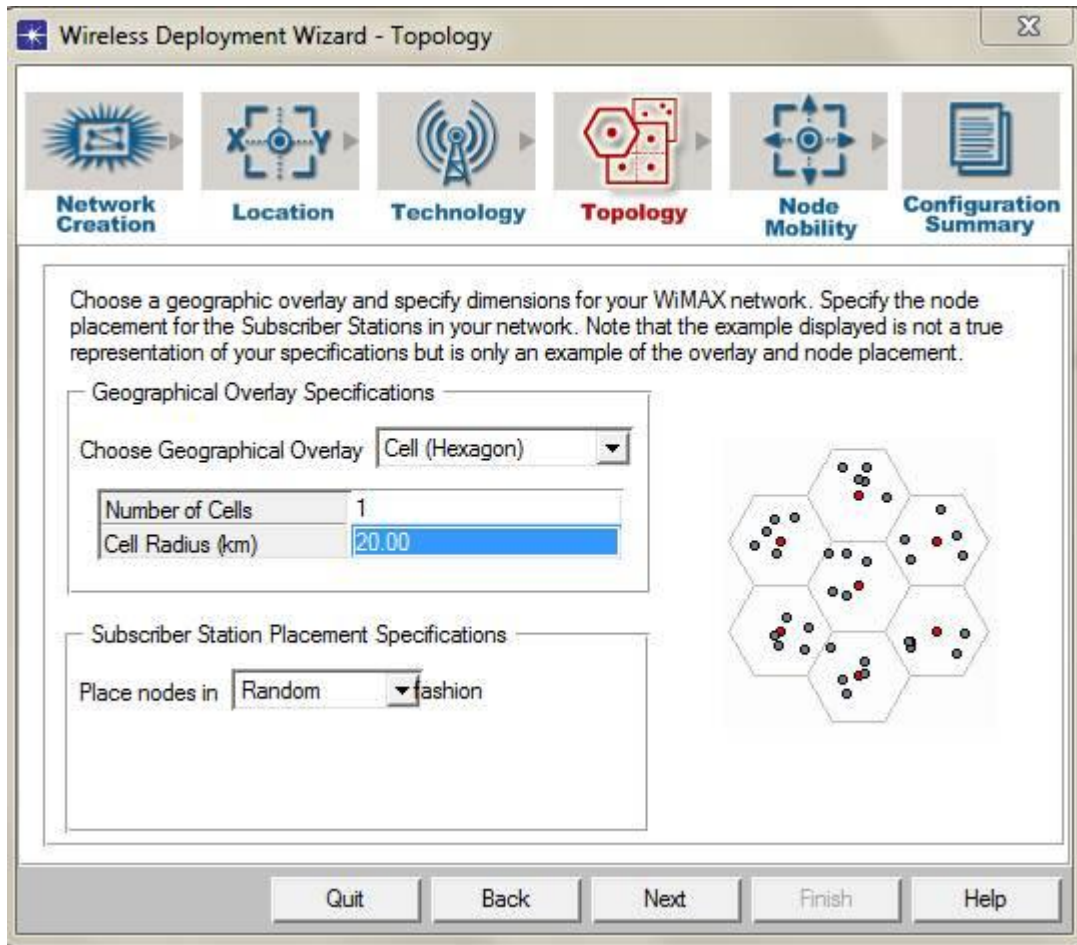 Wireless Deployment Wizard - Topology
X Y
Network Creation
Location
Technology
Topology
Node Mobility
Configuration Summary
Choose a geographic overlay and specify dimensions for your WiMAX network. Specify the node
placement for the Subscriber Stations in your network. Note that the example displayed is not a true
representation of your specifications but is only an example of the overlay and node placement.
Geographical Overlay Specifications
Choose Geographical Overlay Cell (Hexagon)
Number of Cells 1
Cell Radius (km) 20.00
Subscriber Station Placement Specifications
Place nodes in Random fashion
Quit Back Next Finish Help